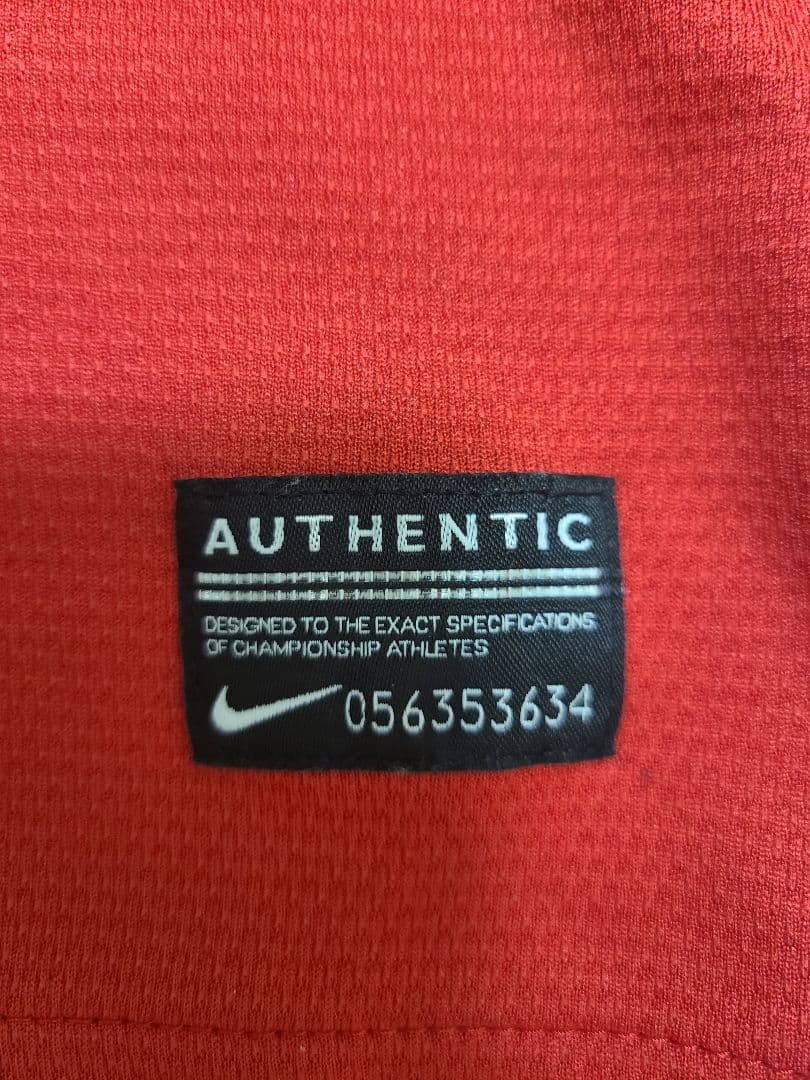 AUTHENTIC
DESIGNED TO THE EXACT SPECIFICATIONS
OF CHAMPIONSHIP ATHLETES
056353634